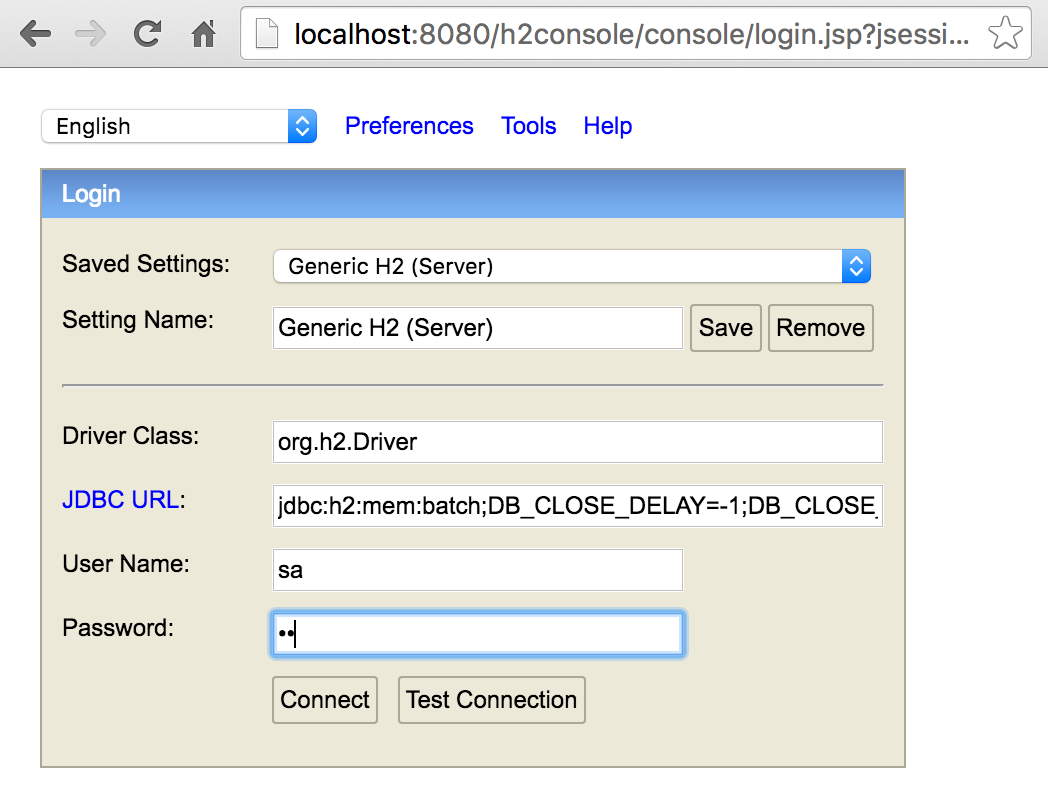 localhost:8080/h2console/console/login.jsp?jsessi...
English Preferences Tools Help
Login
Saved Settings: Generic H2 (Server)
Setting Name: Generic H2 (Server) Save Remove
Driver Class: org.h2.Driver
JDBC URL: jdbc:h2:mem:batch;DB_CLOSE_DELAY=-1;DB_CLOSE_
User Name: sa
Password: ••
Connect Test Connection